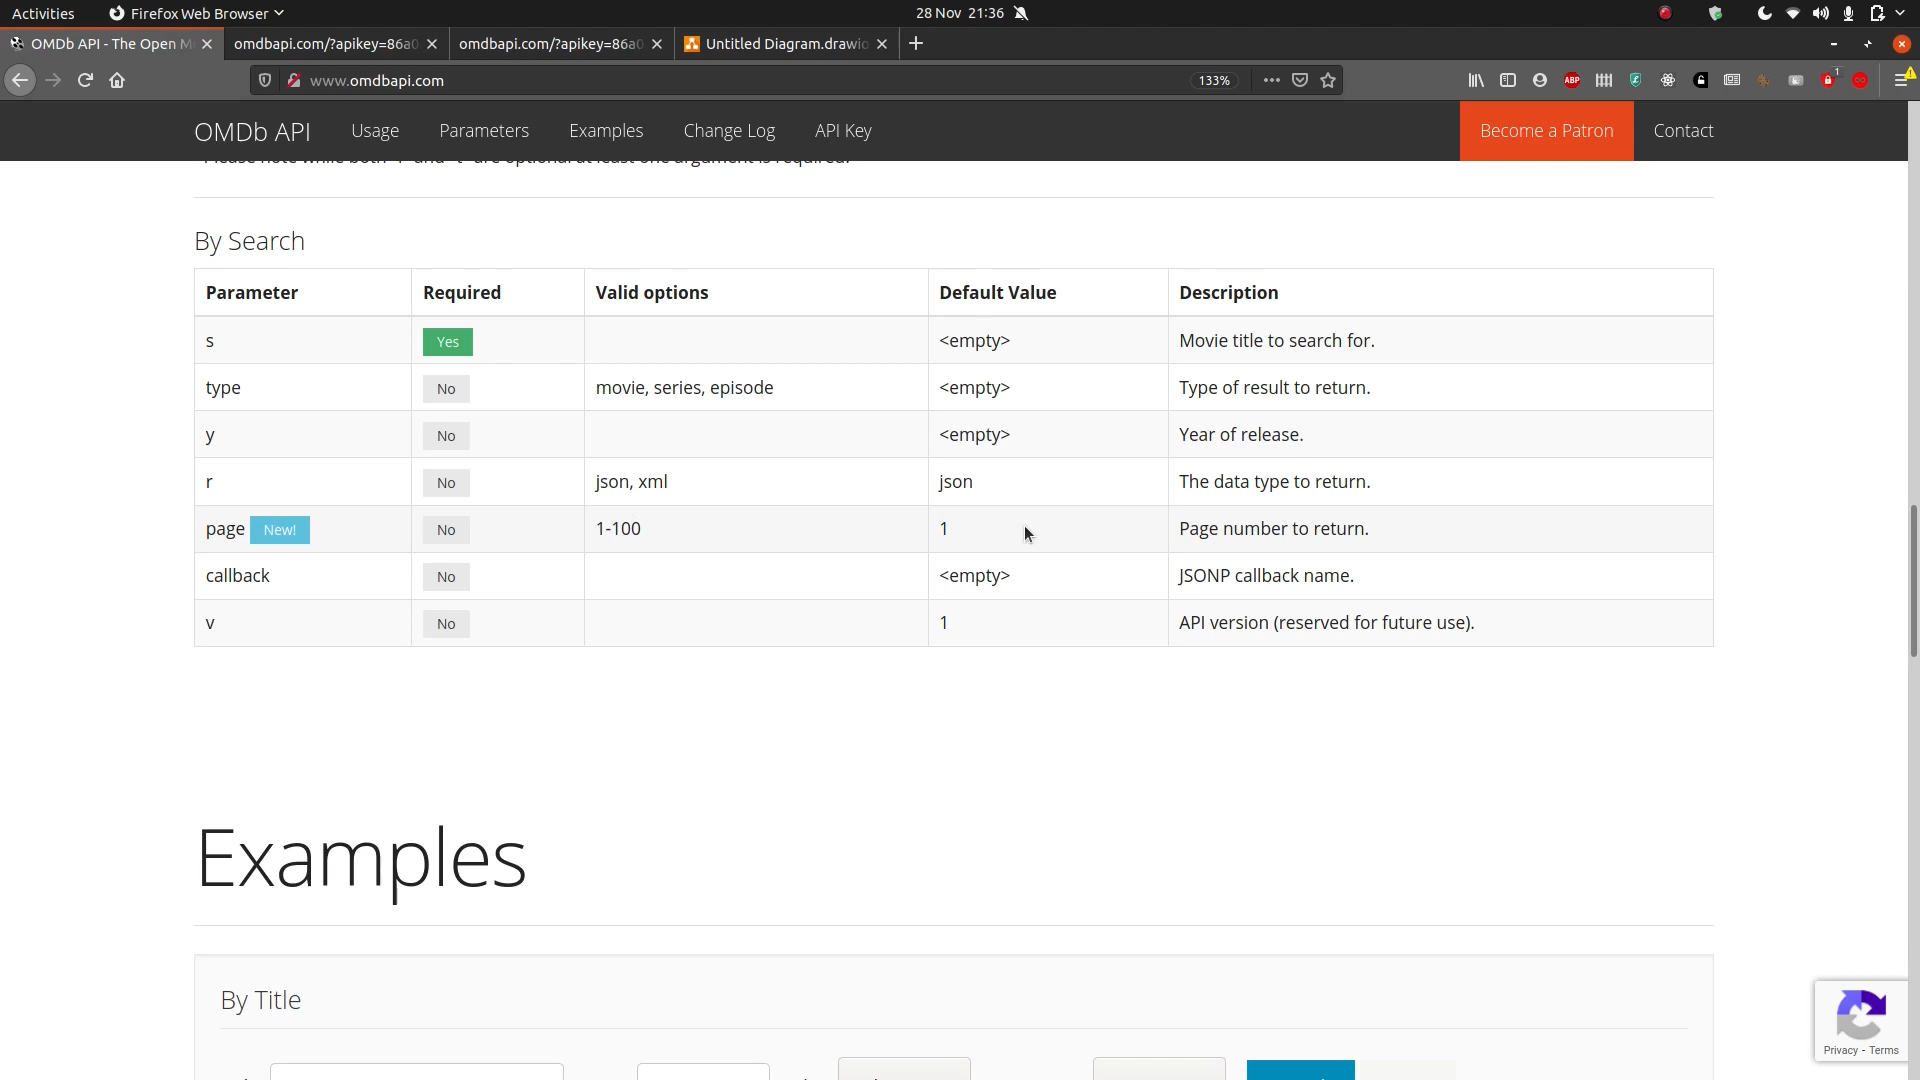 Activities Firefox Web Browser 28 Nov 21:36
OMDb API - The Open M omdbapi.com/?apikey=86a0 omdbapi.com/?apikey=86a0 Untitled Diagram.drawio
www.omdbapi.com 133% ABP 1
OMDb API Usage Parameters Examples Change Log API Key Become a Patron Contact
By Search
Parameter Required Valid options Default Value Description
s Yes <empty> Movie title to search for.
type No movie, series, episode <empty> Type of result to return.
y No <empty> Year of release.
r No json, xml json The data type to return.
page New! No 1-100 1 Page number to return.
callback No <empty> JSONP callback name.
v No 1 API version (reserved for future use).
Examples
By Title
Privacy - Terms